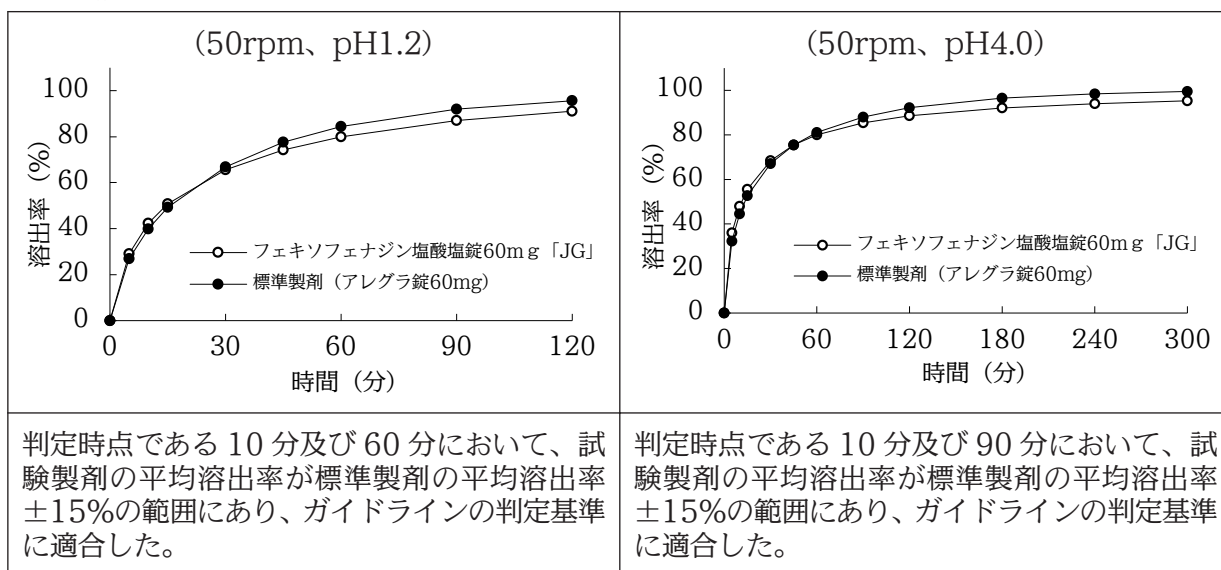 (50rpm、pH1.2)
100
80
60
40
20
0
溶出率 (%)
フェキソフェナジン塩酸塩錠60mg「JG」
標準製剤（アレグラ錠60mg）
0 30 60 90 120
時間（分）
判定時点である 10 分及び 60 分において、試
験製剤の平均溶出率が標準製剤の平均溶出率
±15%の範囲にあり、ガイドラインの判定基準
に適合した。
(50rpm、pH4.0)
100
80
60
40
20
0
溶出率 (%)
フェキソフェナジン塩酸塩錠60mg「JG」
標準製剤（アレグラ錠60mg）
0 60 120 180 240 300
時間（分）
判定時点である 10 分及び 90 分において、試
験製剤の平均溶出率が標準製剤の平均溶出率
±15%の範囲にあり、ガイドラインの判定基準
に適合した。